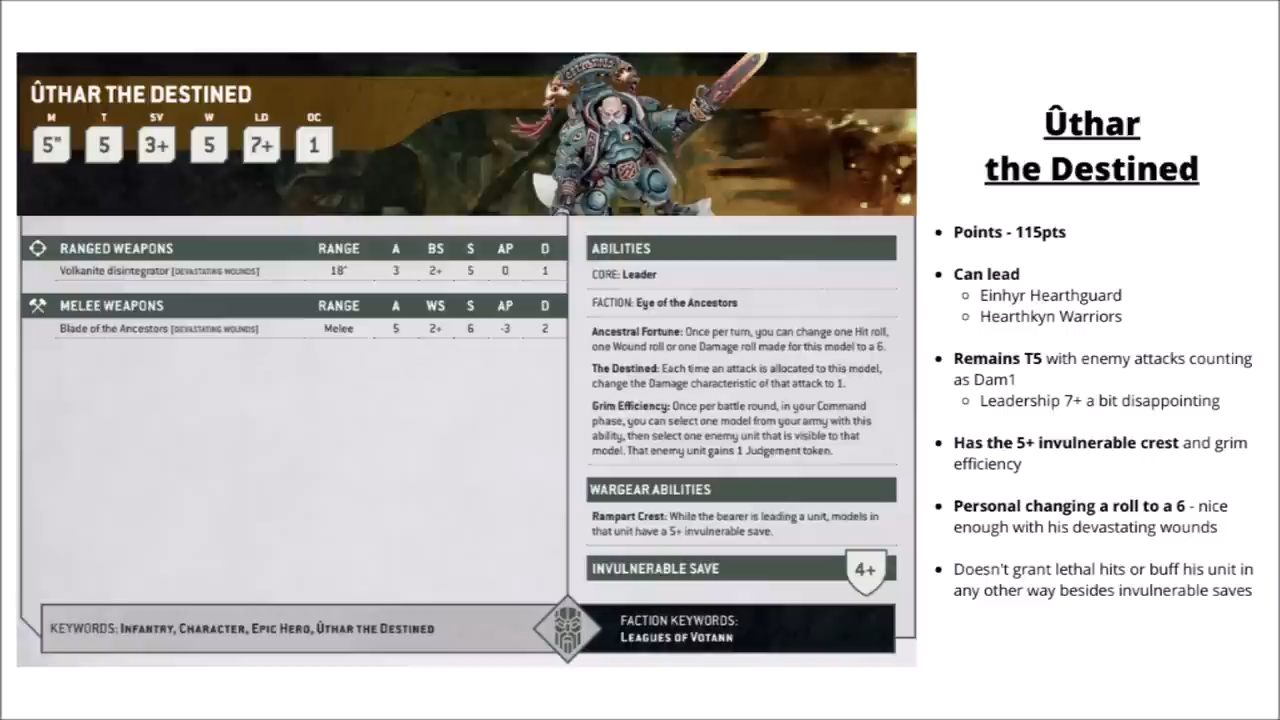 ÛTHAR THE DESTINED
M T SV W LD OC
5" 5 3+ 5 7+ 1
RANGED WEAPONS RANGE A BS S AP D
Volkanite disintegrator [DEVASTATING WOUNDS] 18" 3 2+ 5 0 1
MELEE WEAPONS RANGE A WS S AP D
Blade of the Ancestors [DEVASTATING WOUNDS] Melee 5 2+ 6 -3 2
ABILITIES
CORE: Leader
FACTION: Eye of the Ancestors
Ancestral Fortune: Once per turn, you can change one Hit roll,
one Wound roll or one Damage roll made for this model to a 6.
The Destined: Each time an attack is allocated to this model,
change the Damage characteristic of that attack to 1.
Grim Efficiency: Once per battle round, in your Command
phase, you can select one model from your army with this
ability, then select one enemy unit that is visible to that
model. That enemy unit gains 1 Judgement token.
WARGEAR ABILITIES
Rampart Crest: While the bearer is leading a unit, models in
that unit have a 5+ invulnerable save.
INVULNERABLE SAVE 4+
KEYWORDS: INFANTRY, CHARACTER, EPIC HERO, ÛTHAR THE DESTINED
FACTION KEYWORDS:
LEAGUES OF VOTANN
Ûthar
the Destined
• Points - 115pts
• Can lead
◦ Einhyr Hearthguard
◦ Hearthkyn Warriors
• Remains T5 with enemy attacks counting
as Dam1
◦ Leadership 7+ a bit disappointing
• Has the 5+ invulnerable crest and grim
efficiency
• Personal changing a roll to a 6 - nice
enough with his devastating wounds
• Doesn't grant lethal hits or buff his unit in
any other way besides invulnerable saves